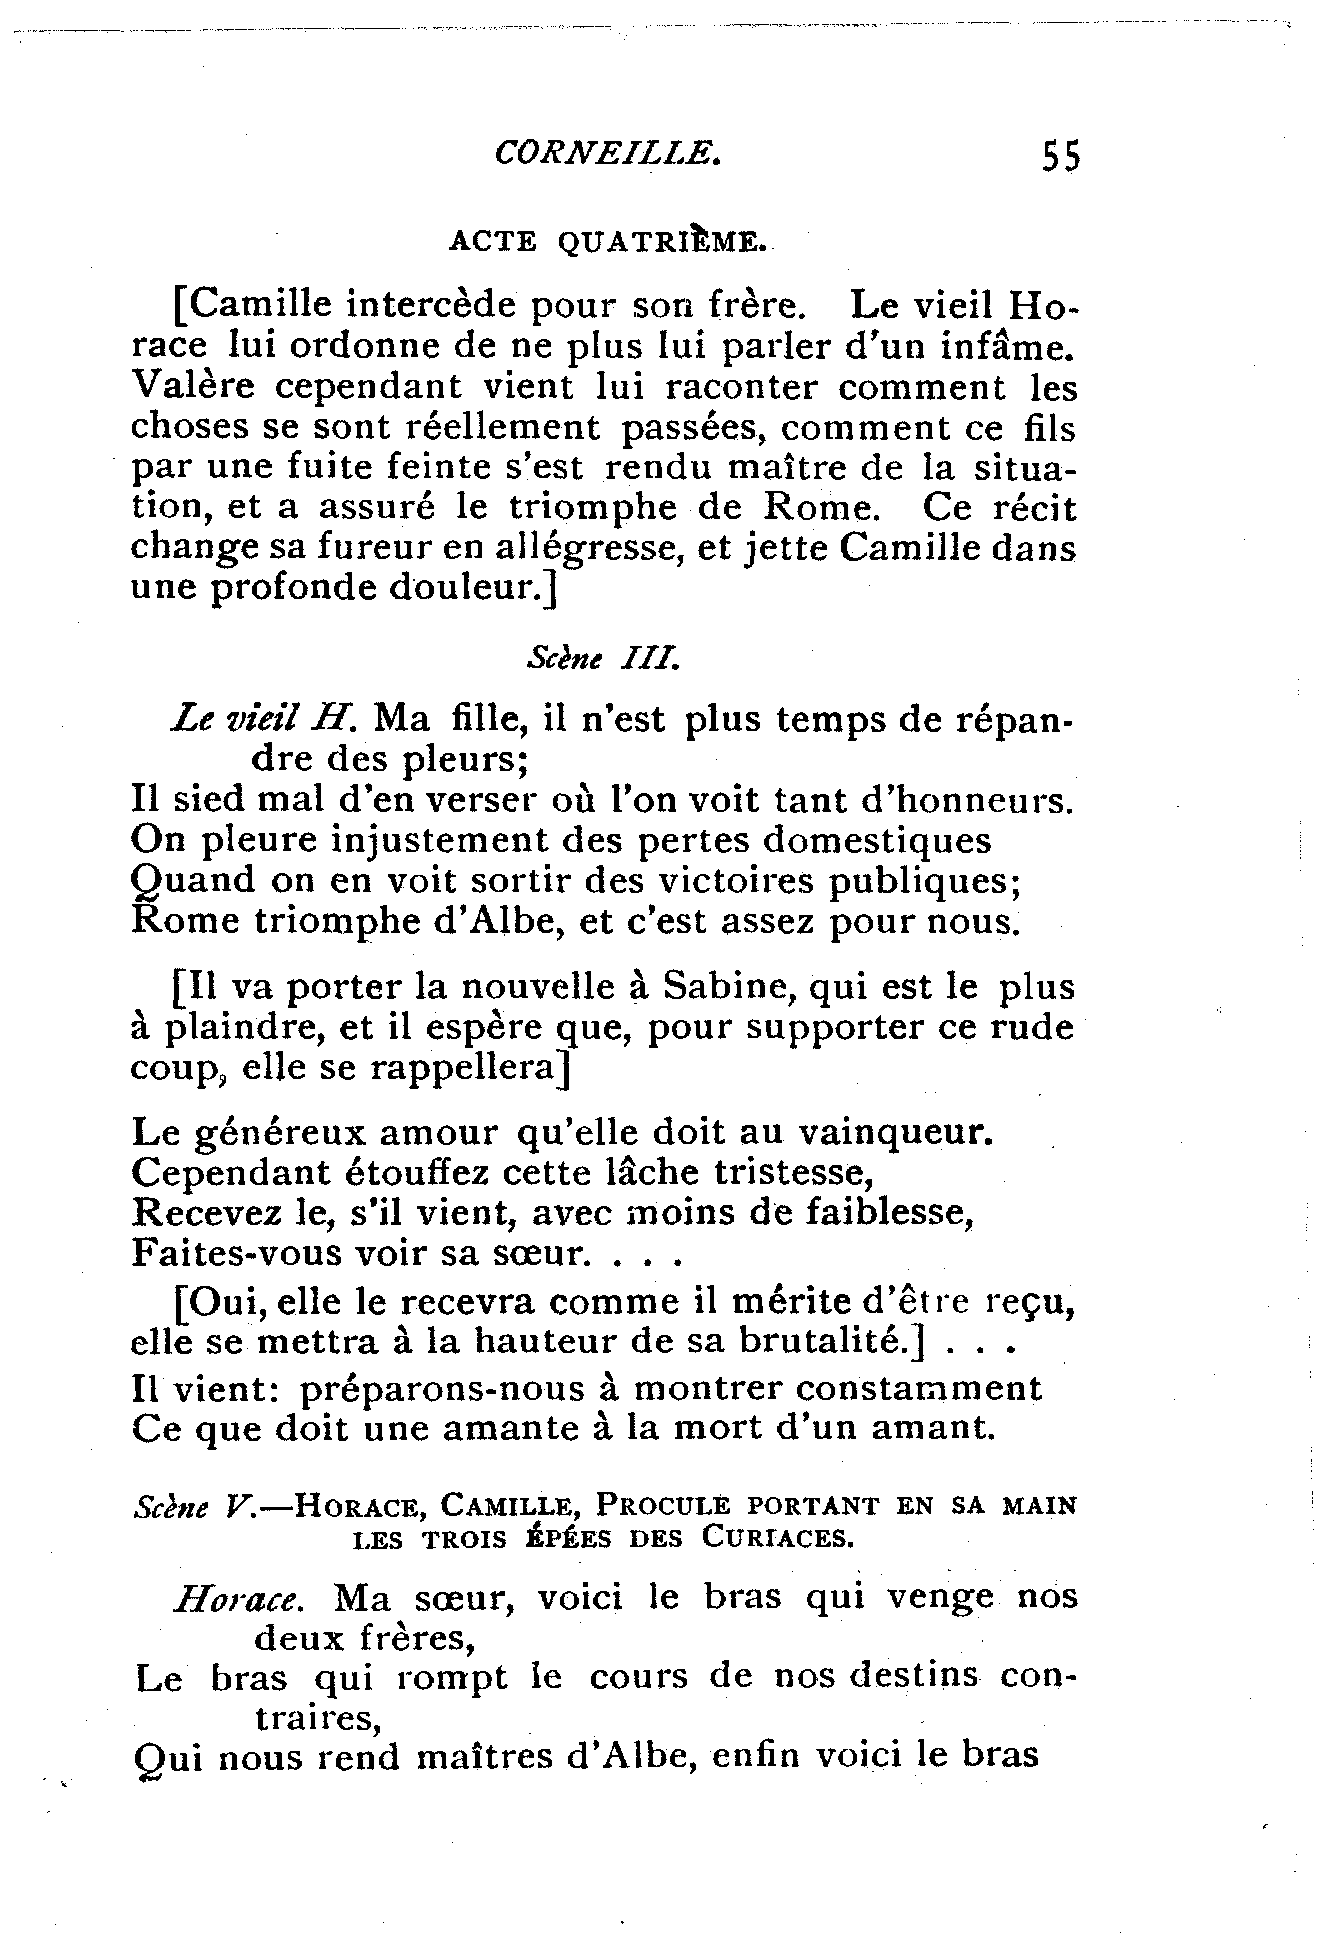 CORNEILLE. 55
ACTE QUATRIÈME.
[Camille intercède pour son frère. Le vieil Ho-
race lui ordonne de ne plus lui parler d'un infâme.
Valère cependant vient lui raconter comment les
choses se sont réellement passées, comment ce fils
par une fuite feinte s'est rendu maître de la situa-
tion, et a assuré le triomphe de Rome. Ce récit
change sa fureur en allégresse, et jette Camille dans
une profonde douleur.]
Scène III.
Le vieil H. Ma fille, il n'est plus temps de répan-
dre des pleurs;
Il sied mal d'en verser où l'on voit tant d'honneurs.
On pleure injustement des pertes domestiques
Quand on en voit sortir des victoires publiques;
Rome triomphe d'Albe, et c'est assez pour nous.
[Il va porter la nouvelle à Sabine, qui est le plus
à plaindre, et il espère que, pour supporter ce rude
coup, elle se rappellera]
Le généreux amour qu'elle doit au vainqueur.
Cependant étouffez cette lâche tristesse,
Recevez le, s'il vient, avec moins de faiblesse,
Faites-vous voir sa sœur. . . .
[Oui, elle le recevra comme il mérite d'être reçu,
elle se mettra à la hauteur de sa brutalité.] . . .
Il vient: préparons-nous à montrer constamment
Ce que doit une amante à la mort d'un amant.
Scène V.—HORACE, CAMILLE, PROCULE PORTANT EN SA MAIN
LES TROIS ÉPÉES DES CURIACES.
Horace. Ma sœur, voici le bras qui venge nos
deux frères,
Le bras qui rompt le cours de nos destins con-
traires,
Qui nous rend maîtres d'Albe, enfin voici le bras